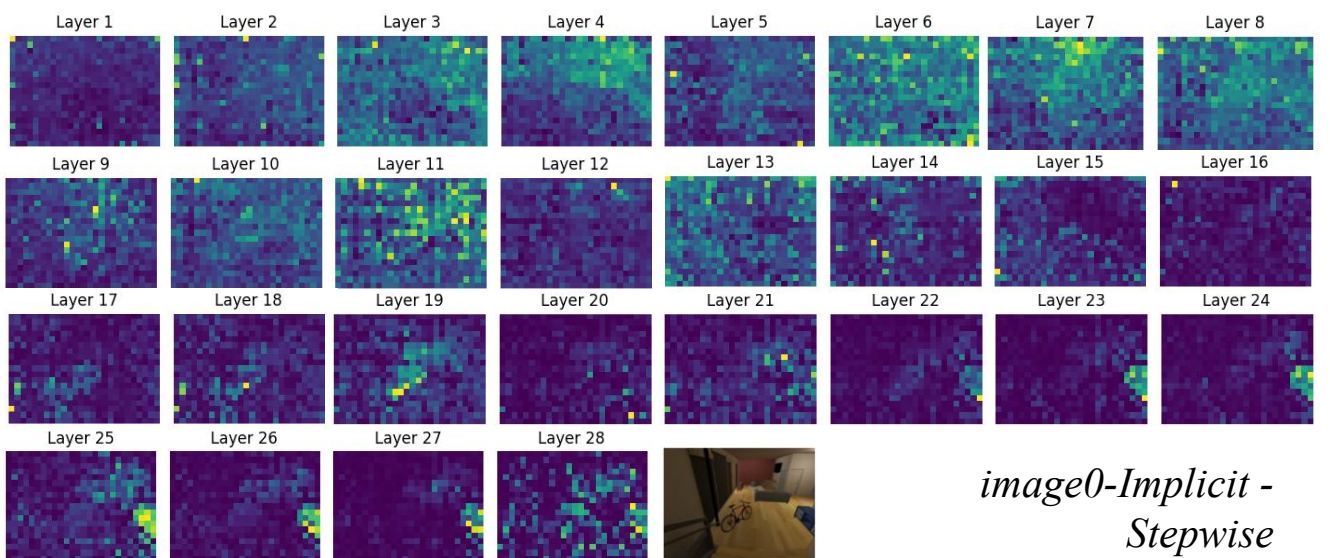 Layer 1 Layer 2 Layer 3 Layer 4 Layer 5 Layer 6 Layer 7 Layer 8
Layer 9 Layer 10 Layer 11 Layer 12 Layer 13 Layer 14 Layer 15 Layer 16
Layer 17 Layer 18 Layer 19 Layer 20 Layer 21 Layer 22 Layer 23 Layer 24
Layer 25 Layer 26 Layer 27 Layer 28
image0-Implicit -
Stepwise